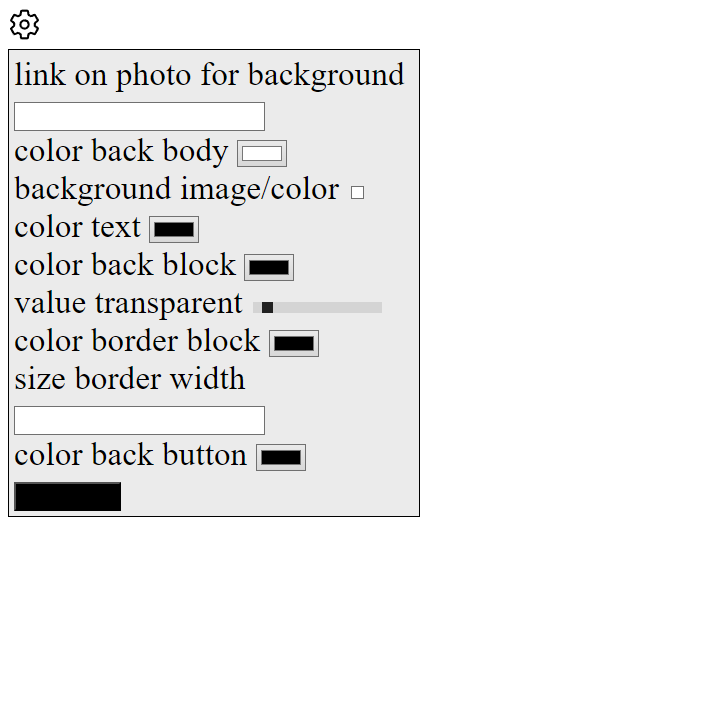 link on photo for background
color back body
background image/color
color text
color back block
value transparent
color border block
size border width
color back button